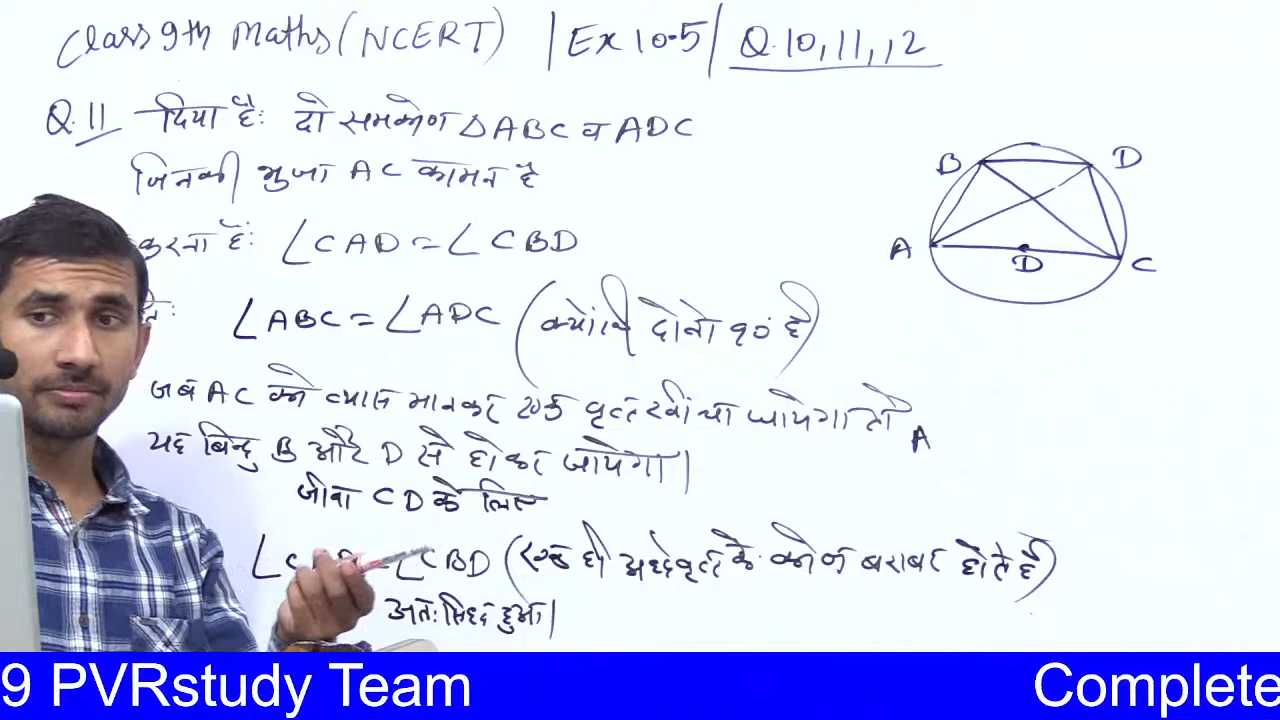 Class 9th Maths (NCERT) | Ex 10.5 | Q. 10, 11, 12
Q. 11 दिया है: दो समकोण △ABC व ADC
जिनकी भुजा AC कामन है
करना है: ∠CAD = ∠CBD
∠ABC = ∠ADC (क्योंकि दोनो 90° है)
जब AC को व्यास मानकर एक वृत्त खींचा जायेगा तो
यह बिन्दु B और D से होकर जायेगा।
जीवा CD के लिए
= ∠CBD (एक ही अर्द्धवृत्त के कोण बराबर होते है)
अत: सिद्ध हुआ।
B D
A D C
A
9 PVRstudy Team Complete